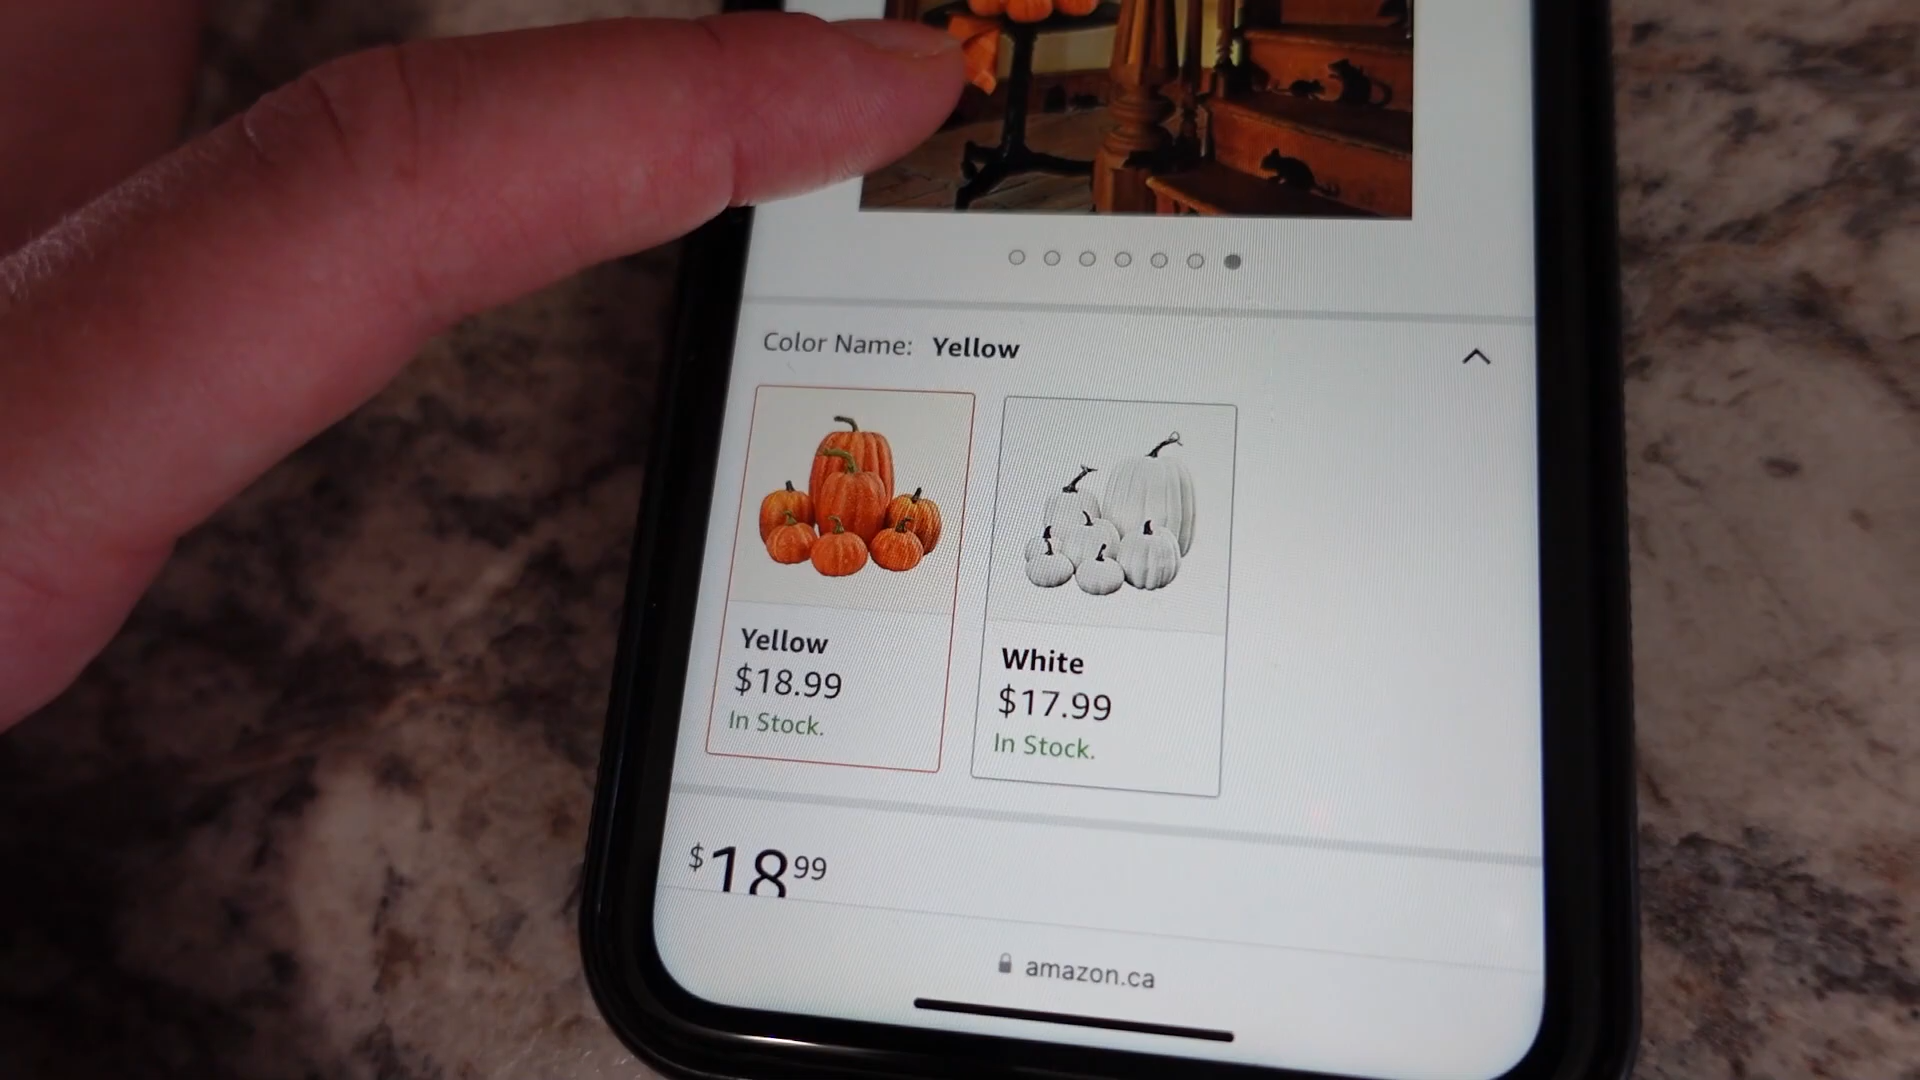 Color Name: Yellow
Yellow
$18.99
In Stock.
White
$17.99
In Stock.
$18 99
amazon.ca